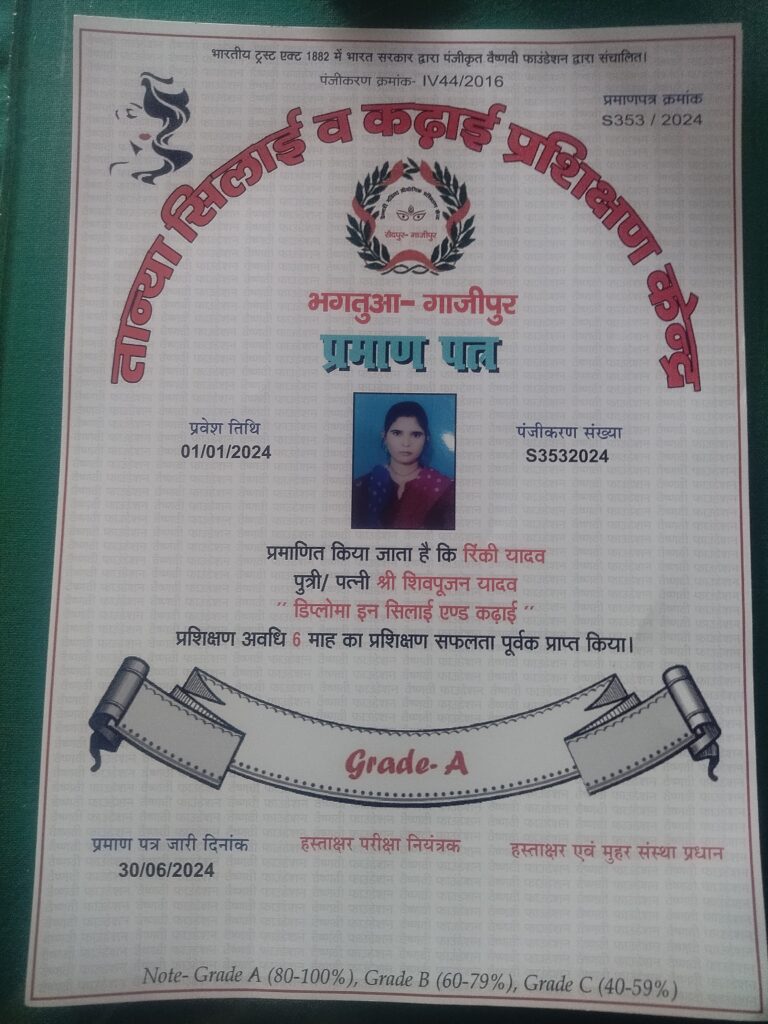 भारतीय ट्रस्ट एक्ट 1882 में भारत सरकार द्वारा पंजीकृत वैष्णवी फाउंडेशन द्वारा संचालित।
पंजीकरण क्रमांक- IV44/2016
प्रमाणपत्र क्रमांक
S353 / 2024
तान्या सिलाई व कढ़ाई प्रशिक्षण केन्द्र
सैदपुर- गाजीपुर
भगतुआ- गाजीपुर
प्रमाण पत्र
प्रवेश तिथि
01/01/2024
पंजीकरण संख्या
S3532024
प्रमाणित किया जाता है कि रिंकी यादव
पुत्री/ पत्नी श्री शिवपूजन यादव
" डिप्लोमा इन सिलाई एण्ड कढ़ाई "
प्रशिक्षण अवधि 6 माह का प्रशिक्षण सफलता पूर्वक प्राप्त किया।
Grade- A
प्रमाण पत्र जारी दिनांक
30/06/2024
हस्ताक्षर परीक्षा नियंत्रक
हस्ताक्षर एवं मुहर संस्था प्रधान
Note- Grade A (80-100%), Grade B (60-79%), Grade C (40-59%)